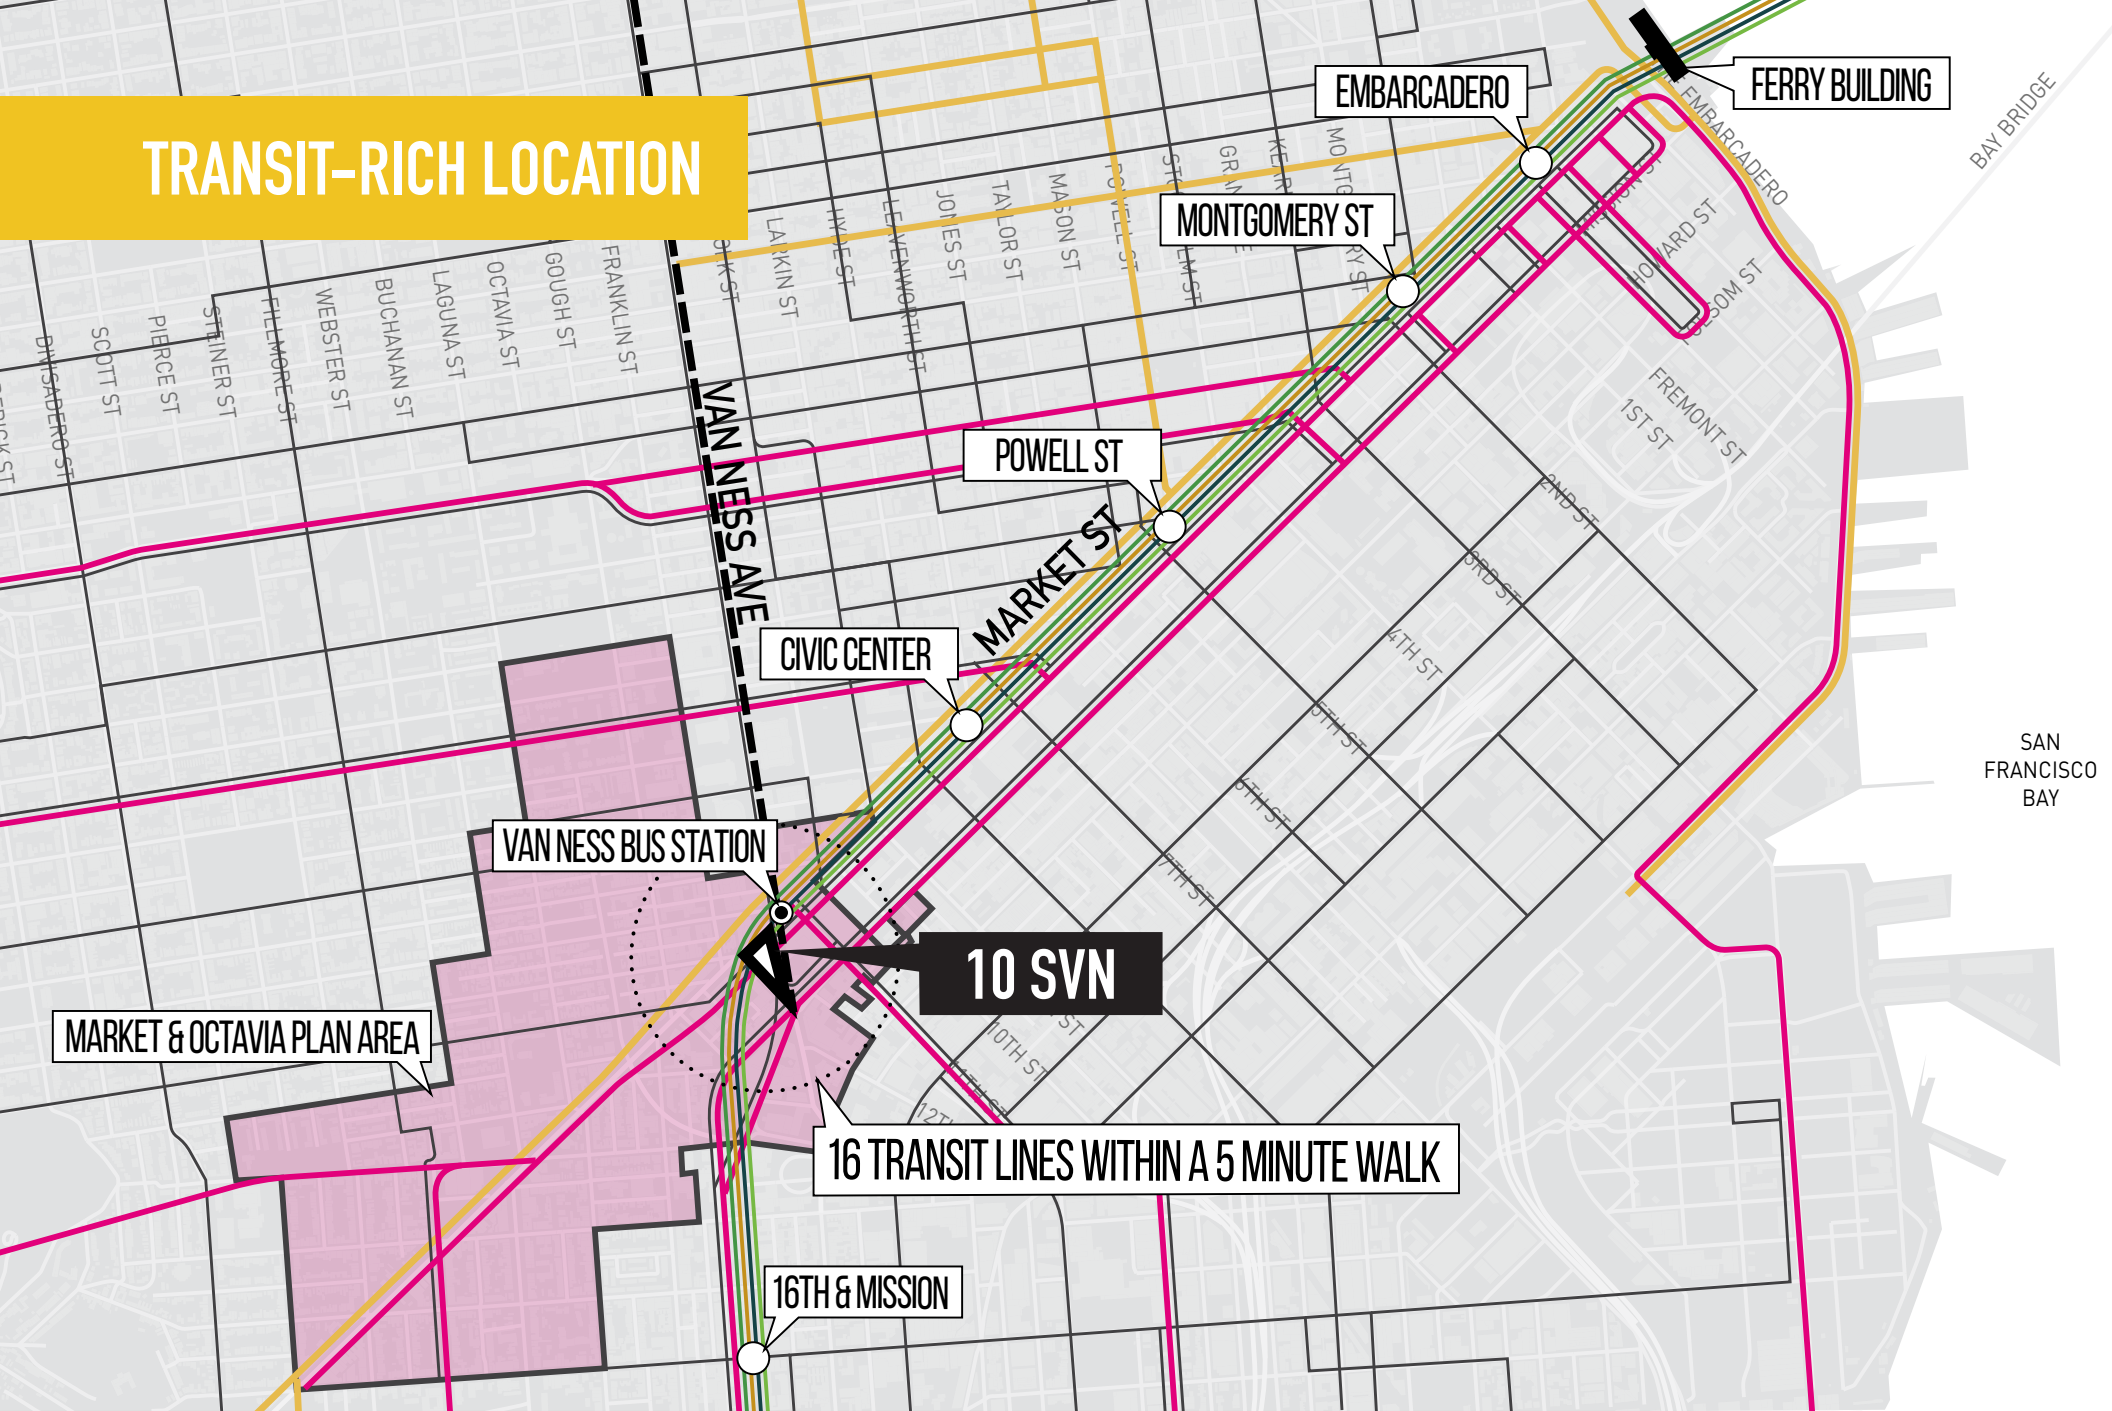 TRANSIT-RICH LOCATION
EMBARCADERO
FERRY BUILDING
EMBARCADERO
BAY BRIDGE
MONTGOMERY ST
POWELL ST
CIVIC CENTER
VAN NESS BUS STATION
10 SVN
MARKET & OCTAVIA PLAN AREA
16 TRANSIT LINES WITHIN A 5 MINUTE WALK
16TH & MISSION
VAN NESS AVE
MARKET ST
SAN
FRANCISCO
BAY
DIVISADERO ST
SCOTT ST
PIERCE ST
STEINER ST
FILLMORE ST
WEBSTER ST
BUCHANAN ST
LAGUNA ST
OCTAVIA ST
GOUGH ST
FRANKLIN ST
LARKIN ST
HYDE ST
LEAVENWORTH ST
JONES ST
TAYLOR ST
MASON ST
POWELL ST
HOWARD ST
FREMONT ST
1ST ST
2ND ST
3RD ST
4TH ST
5TH ST
6TH ST
7TH ST
10TH ST
11TH ST